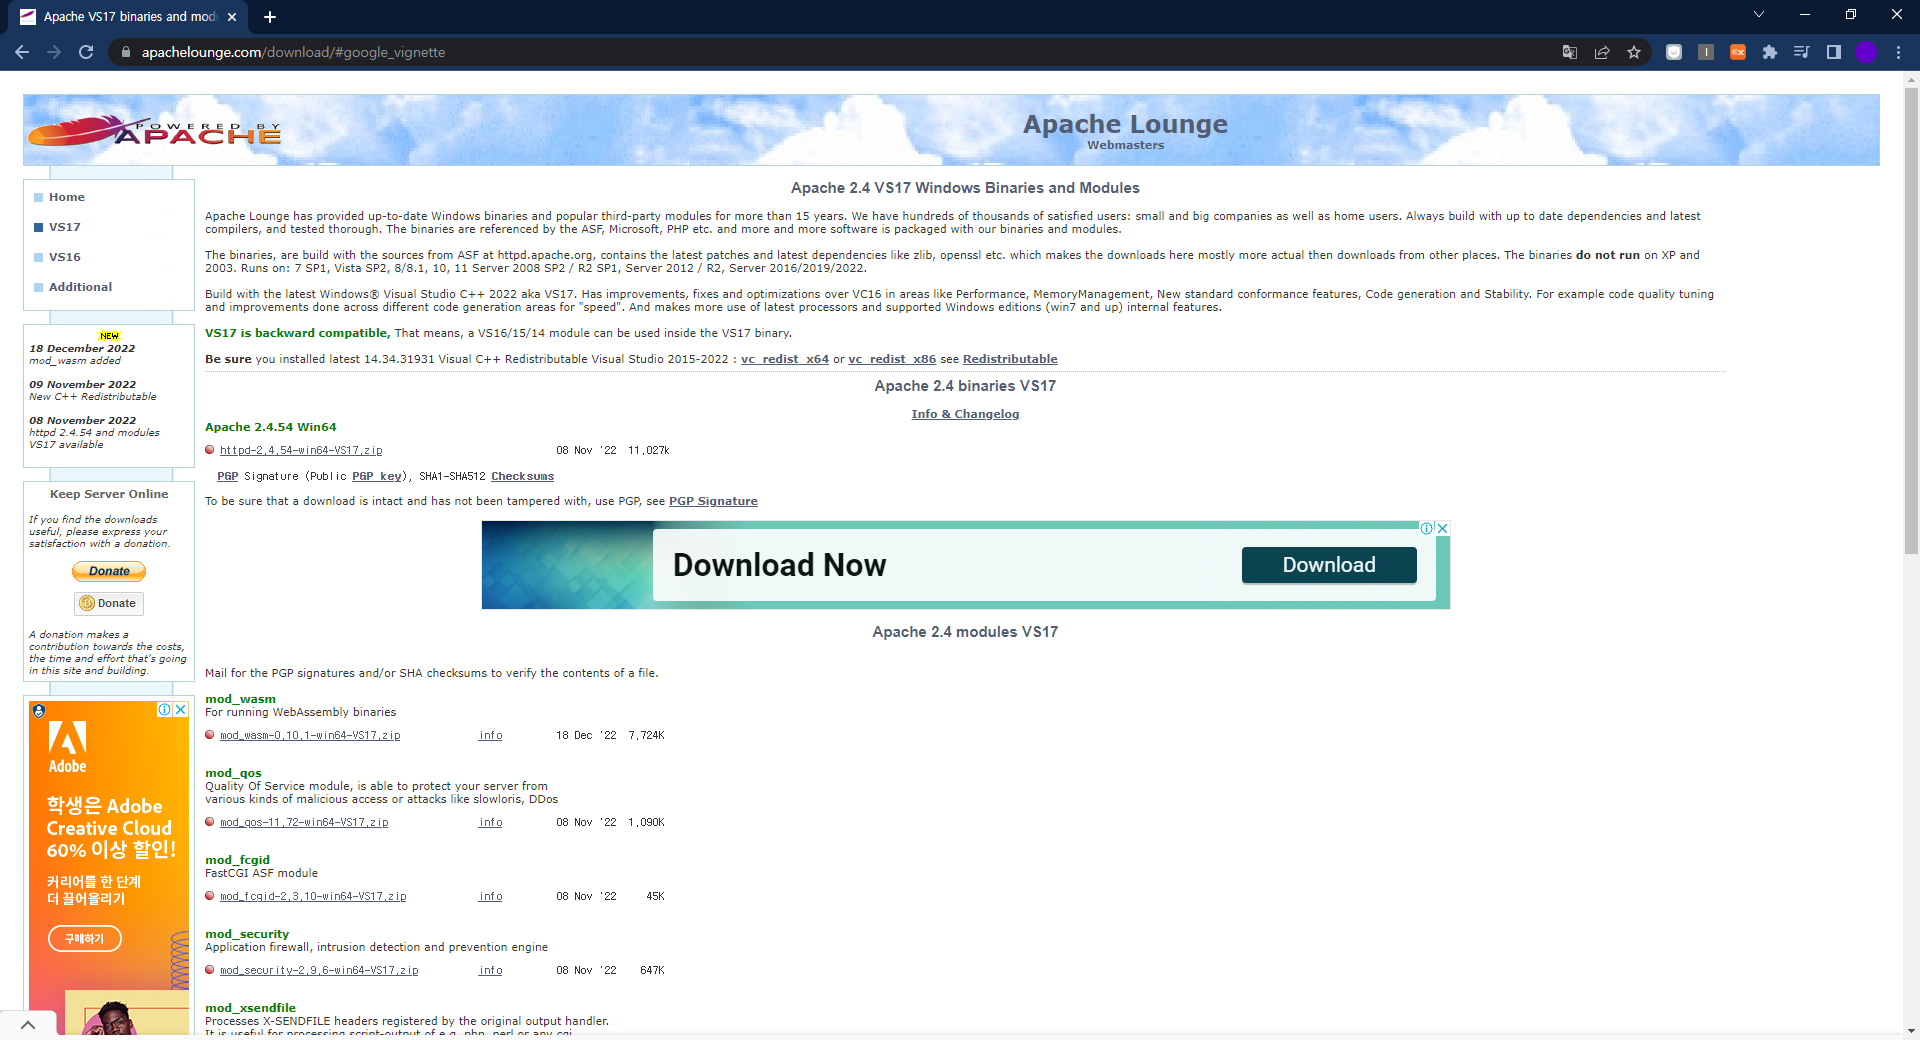 Apache VS17 binaries and modu
apachelounge.com/download/#google_vignette
POWERED BY
APACHE
Apache Lounge
Webmasters
Home
VS17
VS16
Additional
NEW
18 December 2022
mod_wasm added
09 November 2022
New C++ Redistributable
08 November 2022
httpd 2.4.54 and modules
VS17 available
Keep Server Online
If you find the downloads
useful, please express your
satisfaction with a donation.
Donate
Donate
A donation makes a
contribution towards the costs,
the time and effort that's going
in this site and building.
Adobe
학생은 Adobe
Creative Cloud
60% 이상 할인!
커리어를 한 단계
더 끌어올리기
구매하기
Apache 2.4 VS17 Windows Binaries and Modules
Apache Lounge has provided up-to-date Windows binaries and popular third-party modules for more than 15 years. We have hundreds of thousands of satisfied users: small and big companies as well as home users. Always build with up to date dependencies and latest
compilers, and tested thorough. The binaries are referenced by the ASF, Microsoft, PHP etc. and more and more software is packaged with our binaries and modules.
The binaries, are build with the sources from ASF at httpd.apache.org, contains the latest patches and latest dependencies like zlib, openssl etc. which makes the downloads here mostly more actual then downloads from other places. The binaries do not run on XP and
2003. Runs on: 7 SP1, Vista SP2, 8/8.1, 10, 11 Server 2008 SP2 / R2 SP1, Server 2012 / R2, Server 2016/2019/2022.
Build with the latest Windows® Visual Studio C++ 2022 aka VS17. Has improvements, fixes and optimizations over VC16 in areas like Performance, MemoryManagement, New standard conformance features, Code generation and Stability. For example code quality tuning
and improvements done across different code generation areas for "speed". And makes more use of latest processors and supported Windows editions (win7 and up) internal features.
VS17 is backward compatible, That means, a VS16/15/14 module can be used inside the VS17 binary.
Be sure you installed latest 14.34.31931 Visual C++ Redistributable Visual Studio 2015-2022 : vc_redist_x64 or vc_redist_x86 see Redistributable
Apache 2.4 binaries VS17
Info & Changelog
Apache 2.4.54 Win64
httpd-2.4.54-win64-VS17.zip 08 Nov '22 11.027k
PGP Signature (Public PGP key), SHA1-SHA512 Checksums
To be sure that a download is intact and has not been tampered with, use PGP, see PGP Signature
Download Now
Download
Apache 2.4 modules VS17
Mail for the PGP signatures and/or SHA checksums to verify the contents of a file.
mod_wasm
For running WebAssembly binaries
mod_wasm-0.10.1-win64-VS17.zip info 18 Dec '22 7.724K
mod_qos
Quality Of Service module, is able to protect your server from
various kinds of malicious access or attacks like slowloris, DDos
mod_qos-11.72-win64-VS17.zip info 08 Nov '22 1.090K
mod_fcgid
FastCGI ASF module
mod_fcgid-2.3.10-win64-VS17.zip info 08 Nov '22 45K
mod_security
Application firewall, intrusion detection and prevention engine
mod_security-2.9.6-win64-VS17.zip info 08 Nov '22 647K
mod_xsendfile
Processes X-SENDFILE headers registered by the original output handler.
It is useful for processing script-output of e.g. php, perl or any cgi.